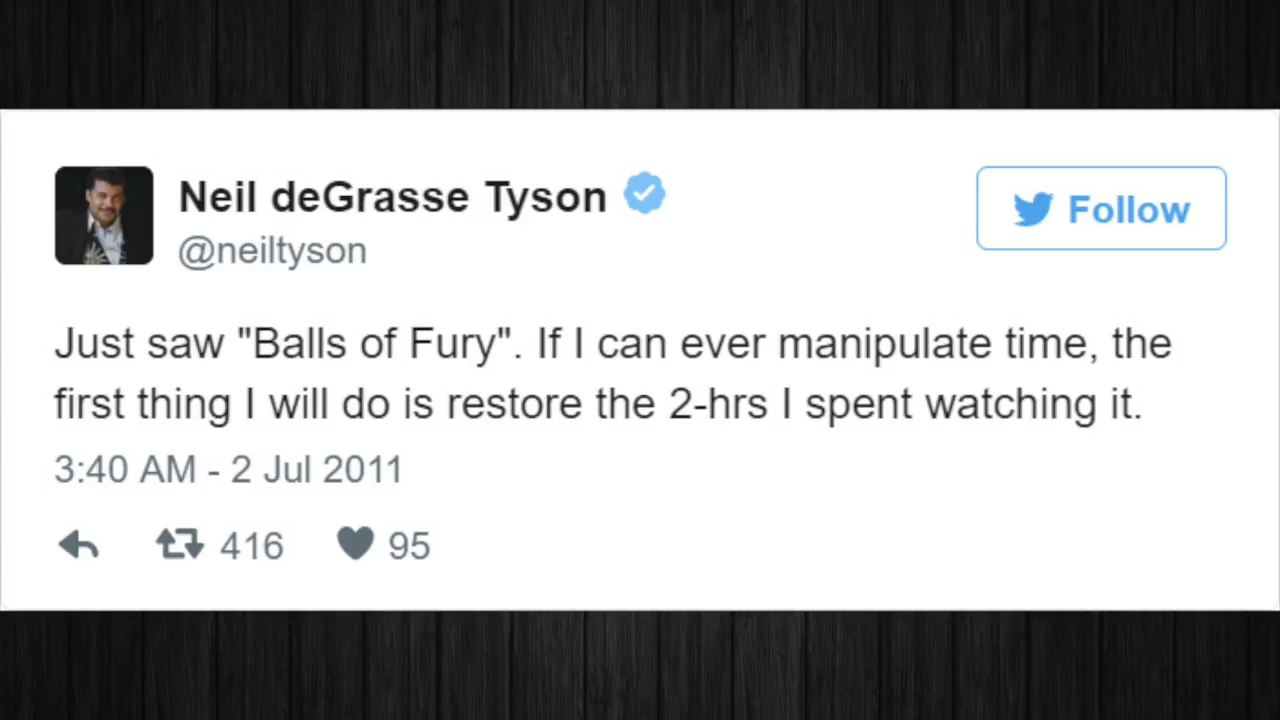 Neil deGrasse Tyson
@neiltyson
Follow
Just saw "Balls of Fury". If I can ever manipulate time, the
first thing I will do is restore the 2-hrs I spent watching it.
3:40 AM - 2 Jul 2011
416 95